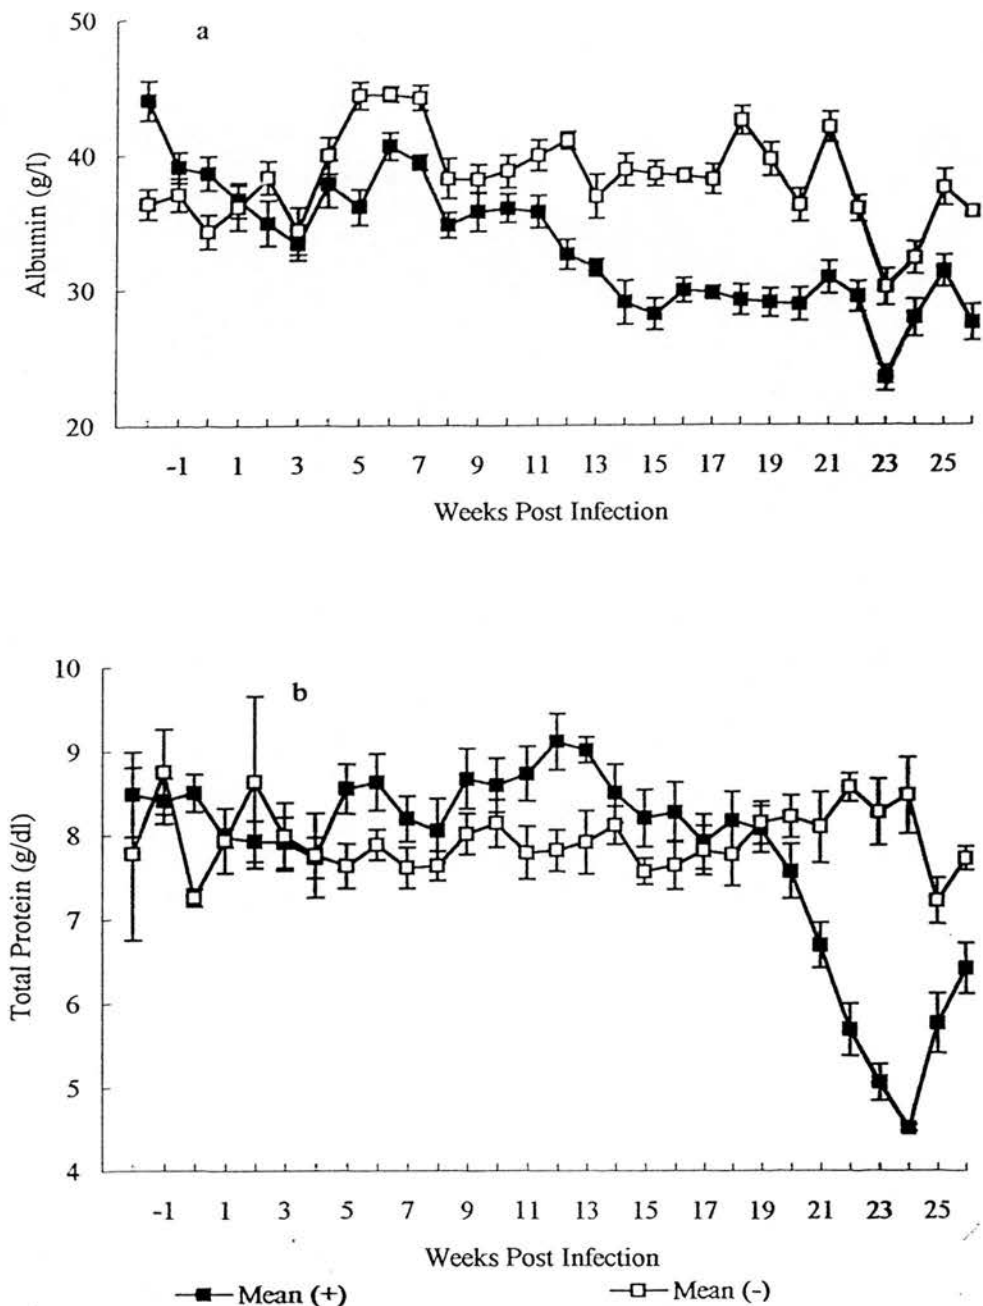 a
50
40
30
20
Albumin (g/l)
-1 1 3 5 7 9 11 13 15 17 19 21 23 25
Weeks Post Infection
b
10
9
8
7
6
5
4
Total Protein (g/dl)
-1 1 3 5 7 9 11 13 15 17 19 21 23 25
Weeks Post Infection
Mean (+) Mean (-)